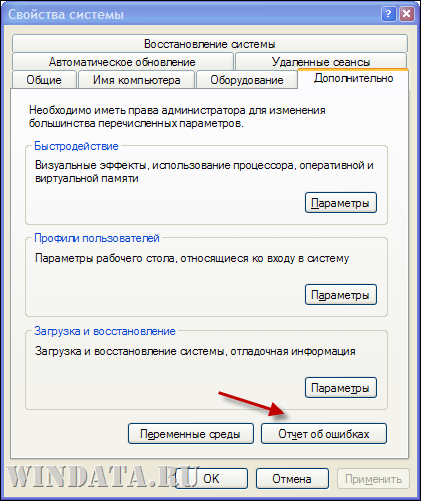 Свойства системы
Восстановление системы
Автоматическое обновление
Удаленные сеансы
Общие
Имя компьютера
Оборудование
Дополнительно
Необходимо иметь права администратора для изменения
большинства перечисленных параметров.
Быстродействие
Визуальные эффекты, использование процессора, оперативной и
виртуальной памяти
Параметры
Профили пользователей
Параметры рабочего стола, относящиеся ко входу в систему
Параметры
Загрузка и восстановление
Загрузка и восстановление системы, отладочная информация
Параметры
Переменные среды
Отчет об ошибках
WINDATA.RU
OK
Отмена
Применить